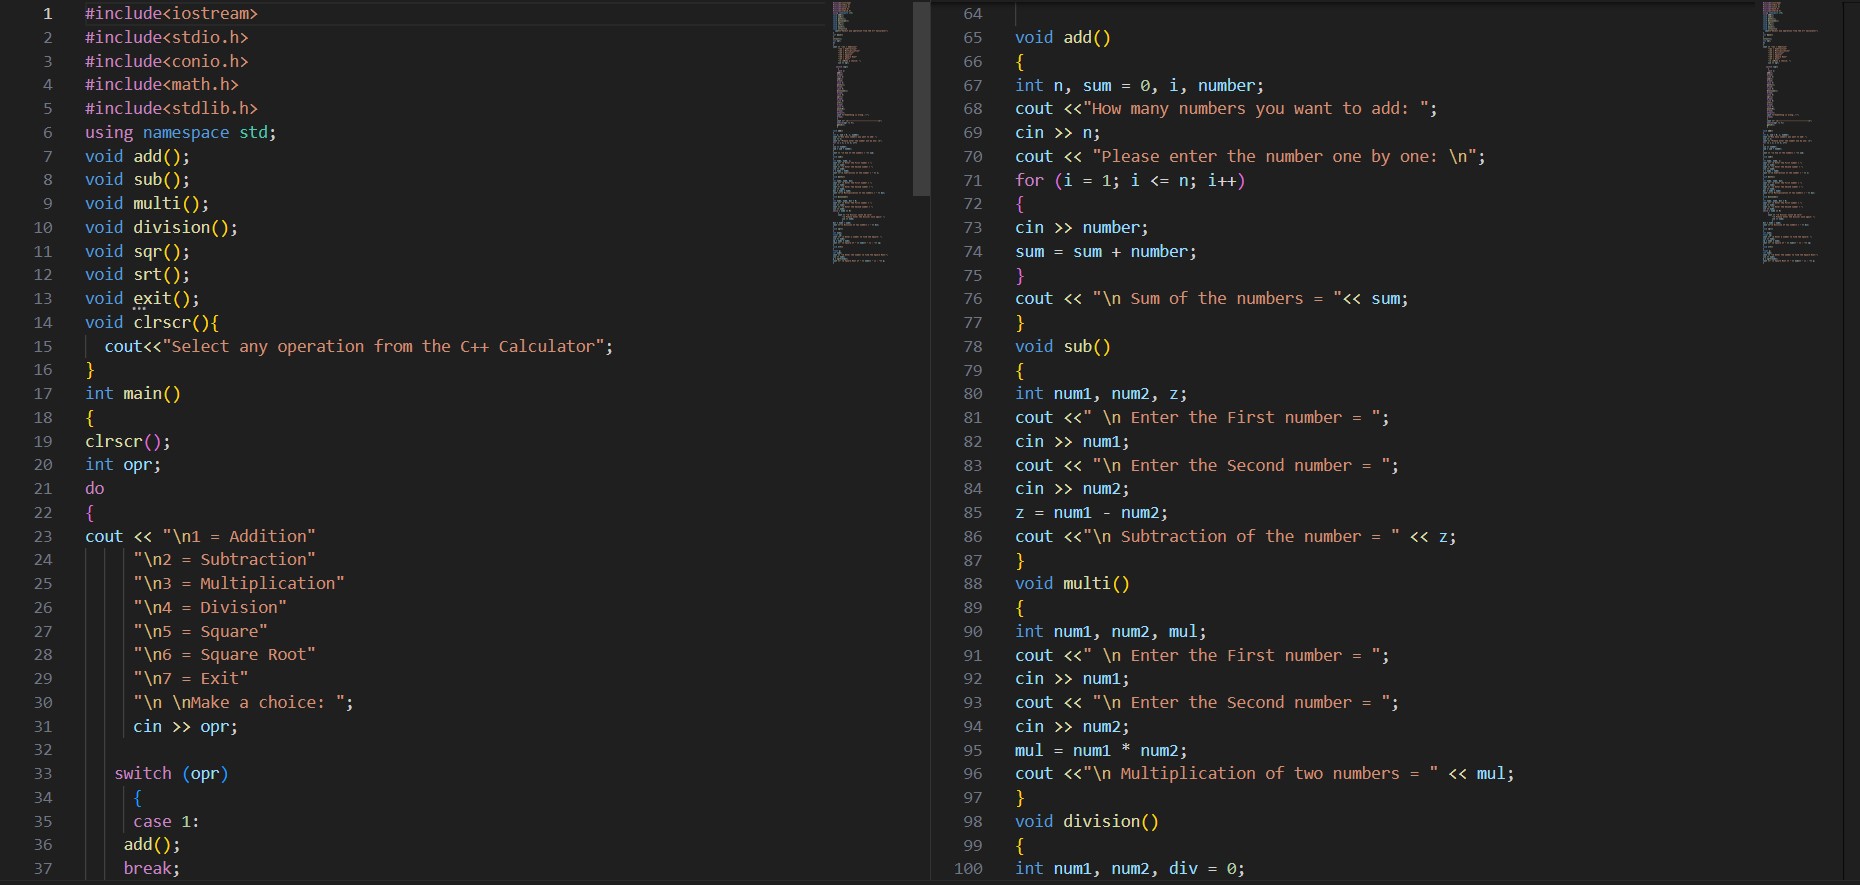 1 #include<iostream>
2 #include<stdio.h>
3 #include<conio.h>
4 #include<math.h>
5 #include<stdlib.h>
6 using namespace std;
7 void add();
8 void sub();
9 void multi();
10 void division();
11 void sqr();
12 void srt();
13 void exit();
14 void clrscr(){
15 cout<<"Select any operation from the C++ Calculator";
16 }
17 int main()
18 {
19 clrscr();
20 int opr;
21 do
22 {
23 cout << "\n1 = Addition"
24 "\n2 = Subtraction"
25 "\n3 = Multiplication"
26 "\n4 = Division"
27 "\n5 = Square"
28 "\n6 = Square Root"
29 "\n7 = Exit"
30 "\n \nMake a choice: ";
31 cin >> opr;
32
33 switch (opr)
34 {
35 case 1:
36 add();
37 break;
64
65 void add()
66 {
67 int n, sum = 0, i, number;
68 cout <<"How many numbers you want to add: ";
69 cin >> n;
70 cout << "Please enter the number one by one: \n";
71 for (i = 1; i <= n; i++)
72 {
73 cin >> number;
74 sum = sum + number;
75 }
76 cout << "\n Sum of the numbers = "<< sum;
77 }
78 void sub()
79 {
80 int num1, num2, z;
81 cout <<" \n Enter the First number = ";
82 cin >> num1;
83 cout << "\n Enter the Second number = ";
84 cin >> num2;
85 z = num1 - num2;
86 cout <<"\n Subtraction of the number = " << z;
87 }
88 void multi()
89 {
90 int num1, num2, mul;
91 cout <<" \n Enter the First number = ";
92 cin >> num1;
93 cout << "\n Enter the Second number = ";
94 cin >> num2;
95 mul = num1 * num2;
96 cout <<"\n Multiplication of two numbers = " << mul;
97 }
98 void division()
99 {
100 int num1, num2, div = 0;